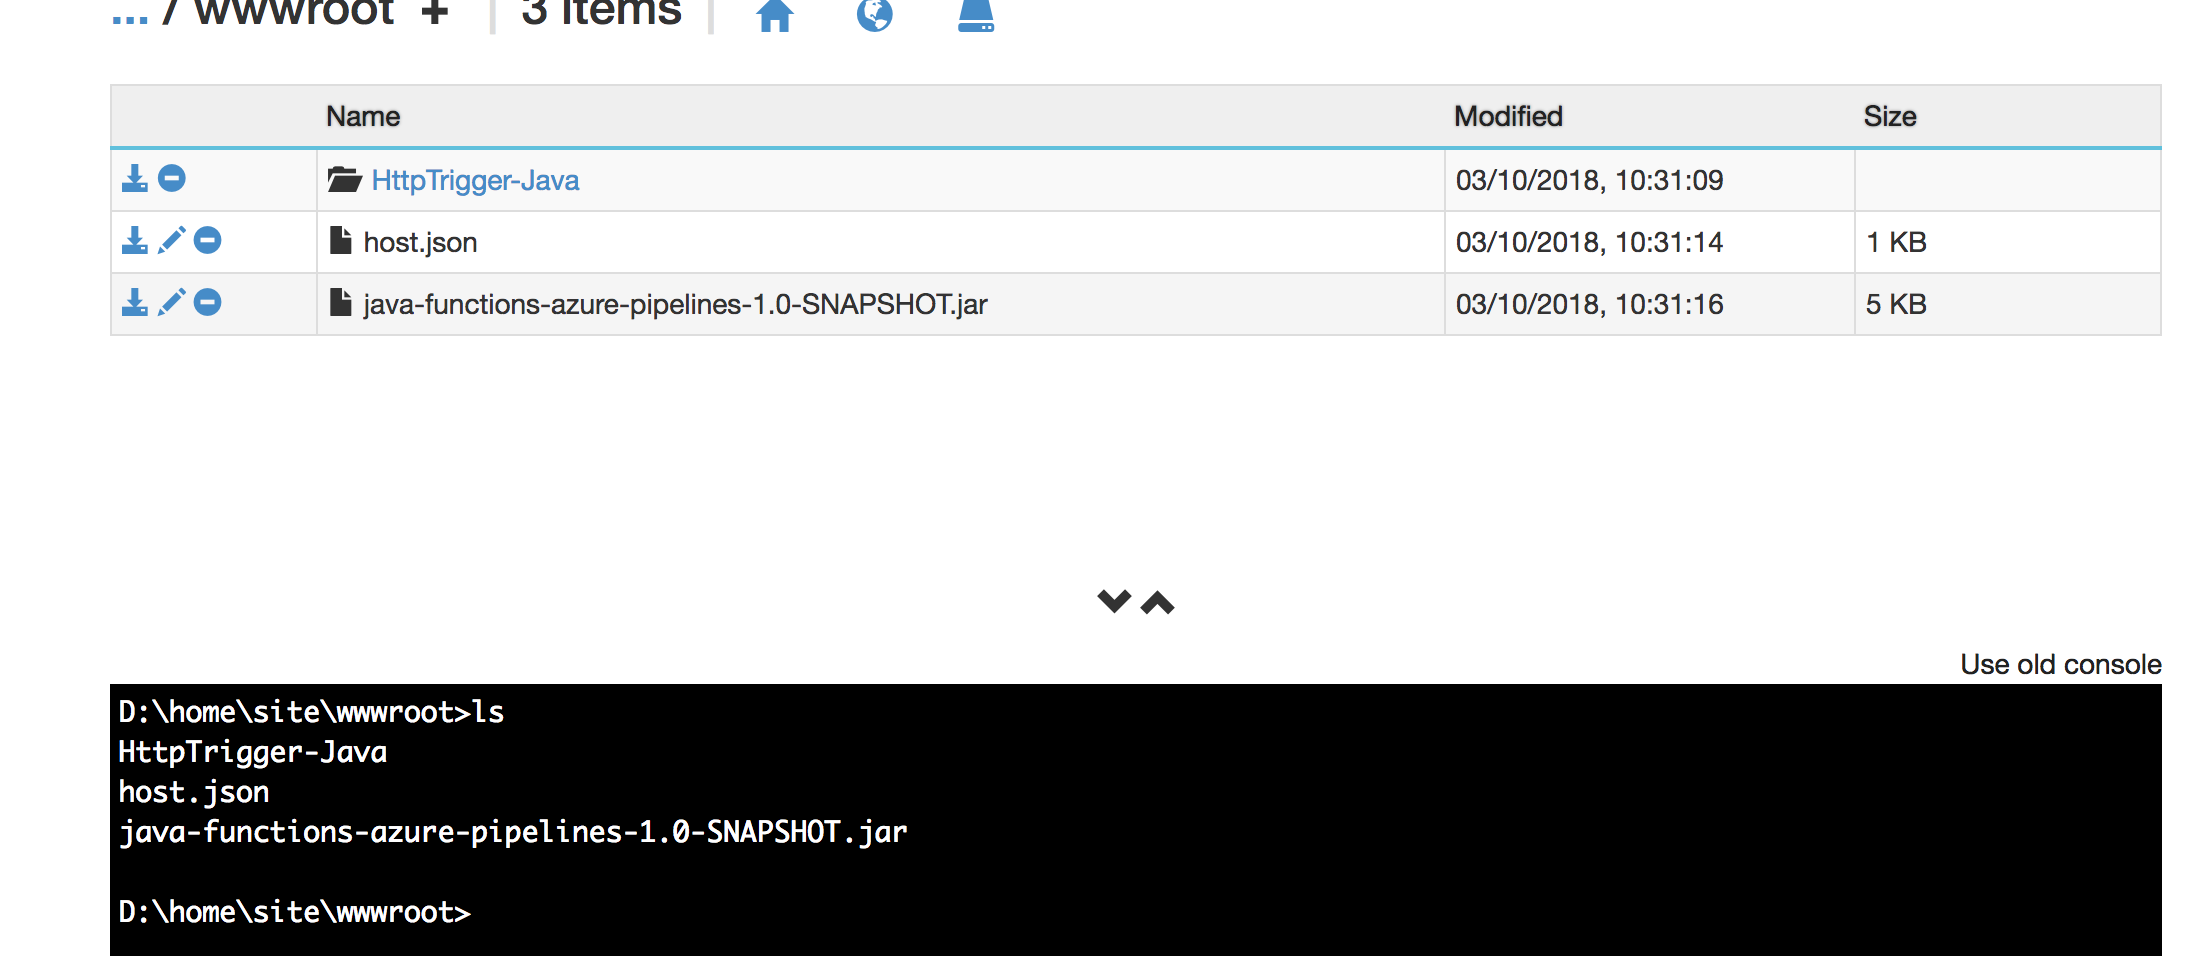 ... / wwwroot + | 3 items |
Name Modified Size
HttpTrigger-Java 03/10/2018, 10:31:09
host.json 03/10/2018, 10:31:14 1 KB
java-functions-azure-pipelines-1.0-SNAPSHOT.jar 03/10/2018, 10:31:16 5 KB
Use old console
D:\home\site\wwwroot>ls
HttpTrigger-Java
host.json
java-functions-azure-pipelines-1.0-SNAPSHOT.jar
D:\home\site\wwwroot>